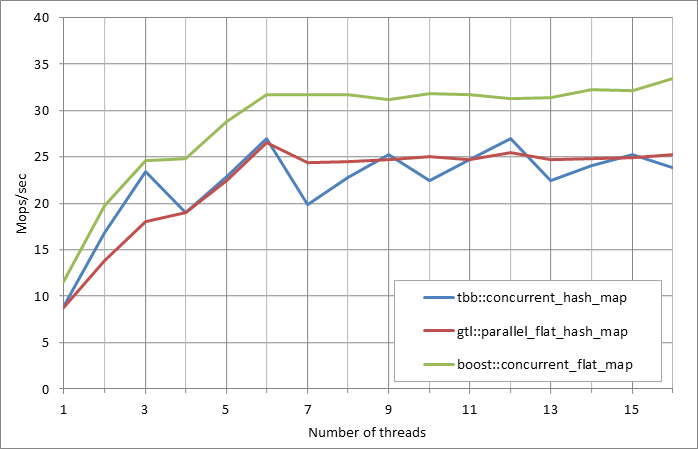 40
35
30
25
20
15
10
5
0
Mops/sec
tbb::concurrent_hash_map
gtl::parallel_flat_hash_map
boost::concurrent_flat_map
1 3 5 7 9 11 13 15
Number of threads